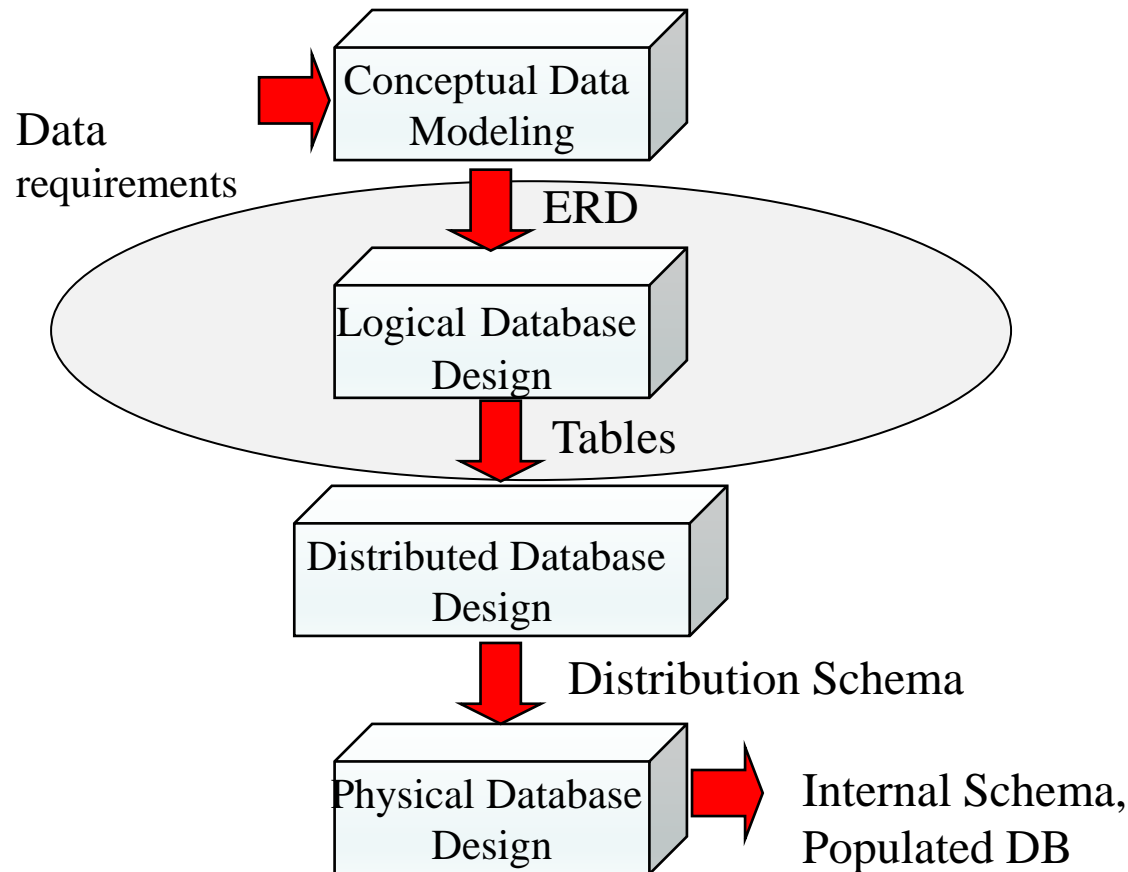 Conceptual Data
Modeling
Data
requirements
ERD
Logical Database
Design
Tables
Distributed Database
Design
Distribution Schema
Physical Database
Design
Internal Schema,
Populated DB